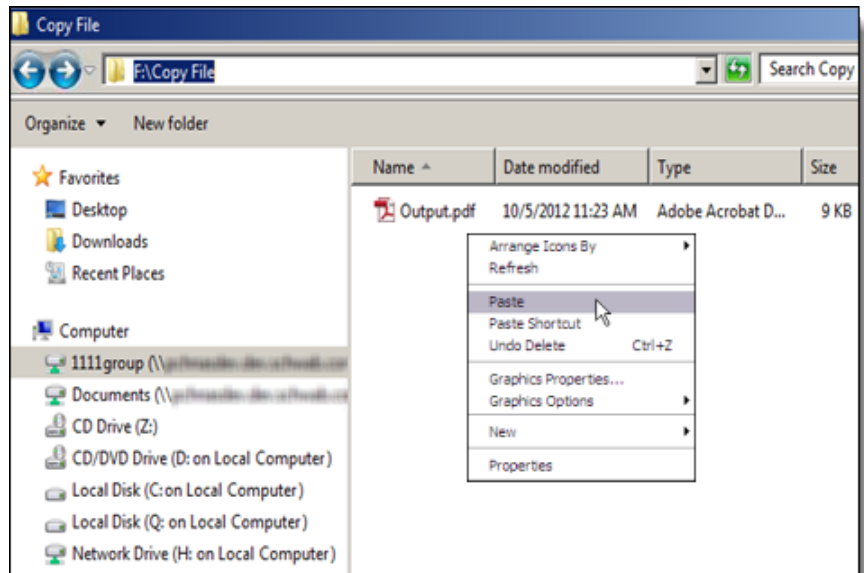 Copy File
F:\Copy File
Search Copy
Organize
New folder
Favorites
Desktop
Downloads
Recent Places
Computer
1111group (\\
Documents (\\
CD Drive (Z:)
CD/DVD Drive (D: on Local Computer)
Local Disk (C:on Local Computer)
Local Disk (Q: on Local Computer)
Network Drive (H: on Local Computer)
Name Date modified Type Size
Output.pdf 10/5/2012 11:23 AM Adobe Acrobat D... 9 KB
Arrange Icons By
Refresh
Paste
Paste Shortcut
Undo Delete Ctrl+Z
Graphics Properties...
Graphics Options
New
Properties